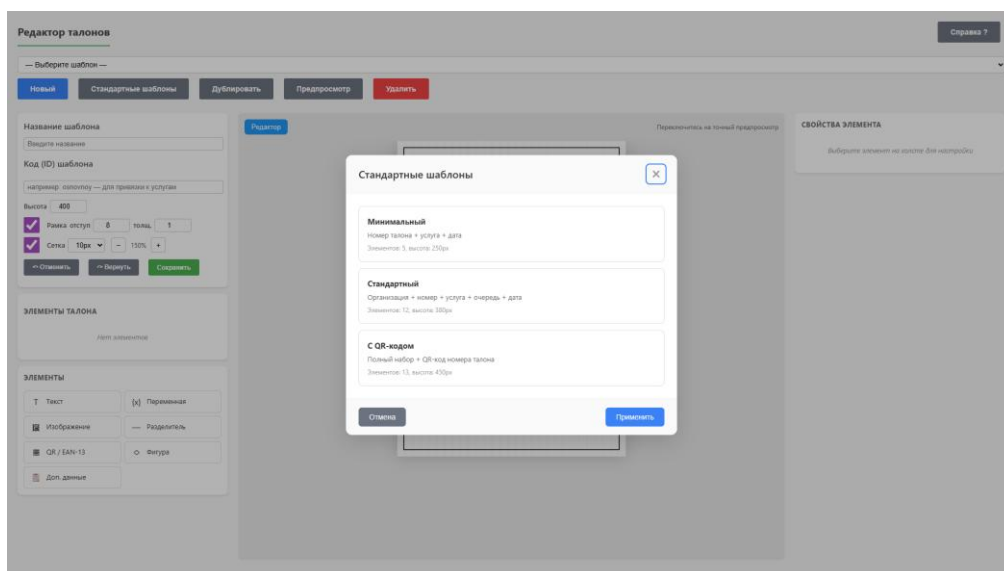 Редактор талонов
Справка ?
— Выберите шаблон —
Новый
Стандартные шаблоны
Дублировать
Предпросмотр
Удалить
Название шаблона
Введите название
Код (ID) шаблона
например: — для привязки к услугам
Высота 400
Рамка отступ 8 толщ. 1
Сетка 10px − 150% +
Отменить
Вернуть
Сохранить
ЭЛЕМЕНТЫ ТАЛОНА
Нет элементов
ЭЛЕМЕНТЫ
T Текст
{x} Переменная
Изображение
— Разделитель
QR / EAN-13
Фигура
Доп. данные
Редактор
Переключитесь на точный предпросмотр
Стандартные шаблоны
Минимальный
Номер талона + услуга + дата
Элементов: 5, высота: 250px
Стандартный
Организация + номер + услуга + очередь + дата
Элементов: 12, высота: 380px
С QR-кодом
Полный набор + QR-код номера талона
Элементов: 13, высота: 450px
Отмена
Применить
СВОЙСТВА ЭЛЕМЕНТА
Выберите элемент на холсте для настройки